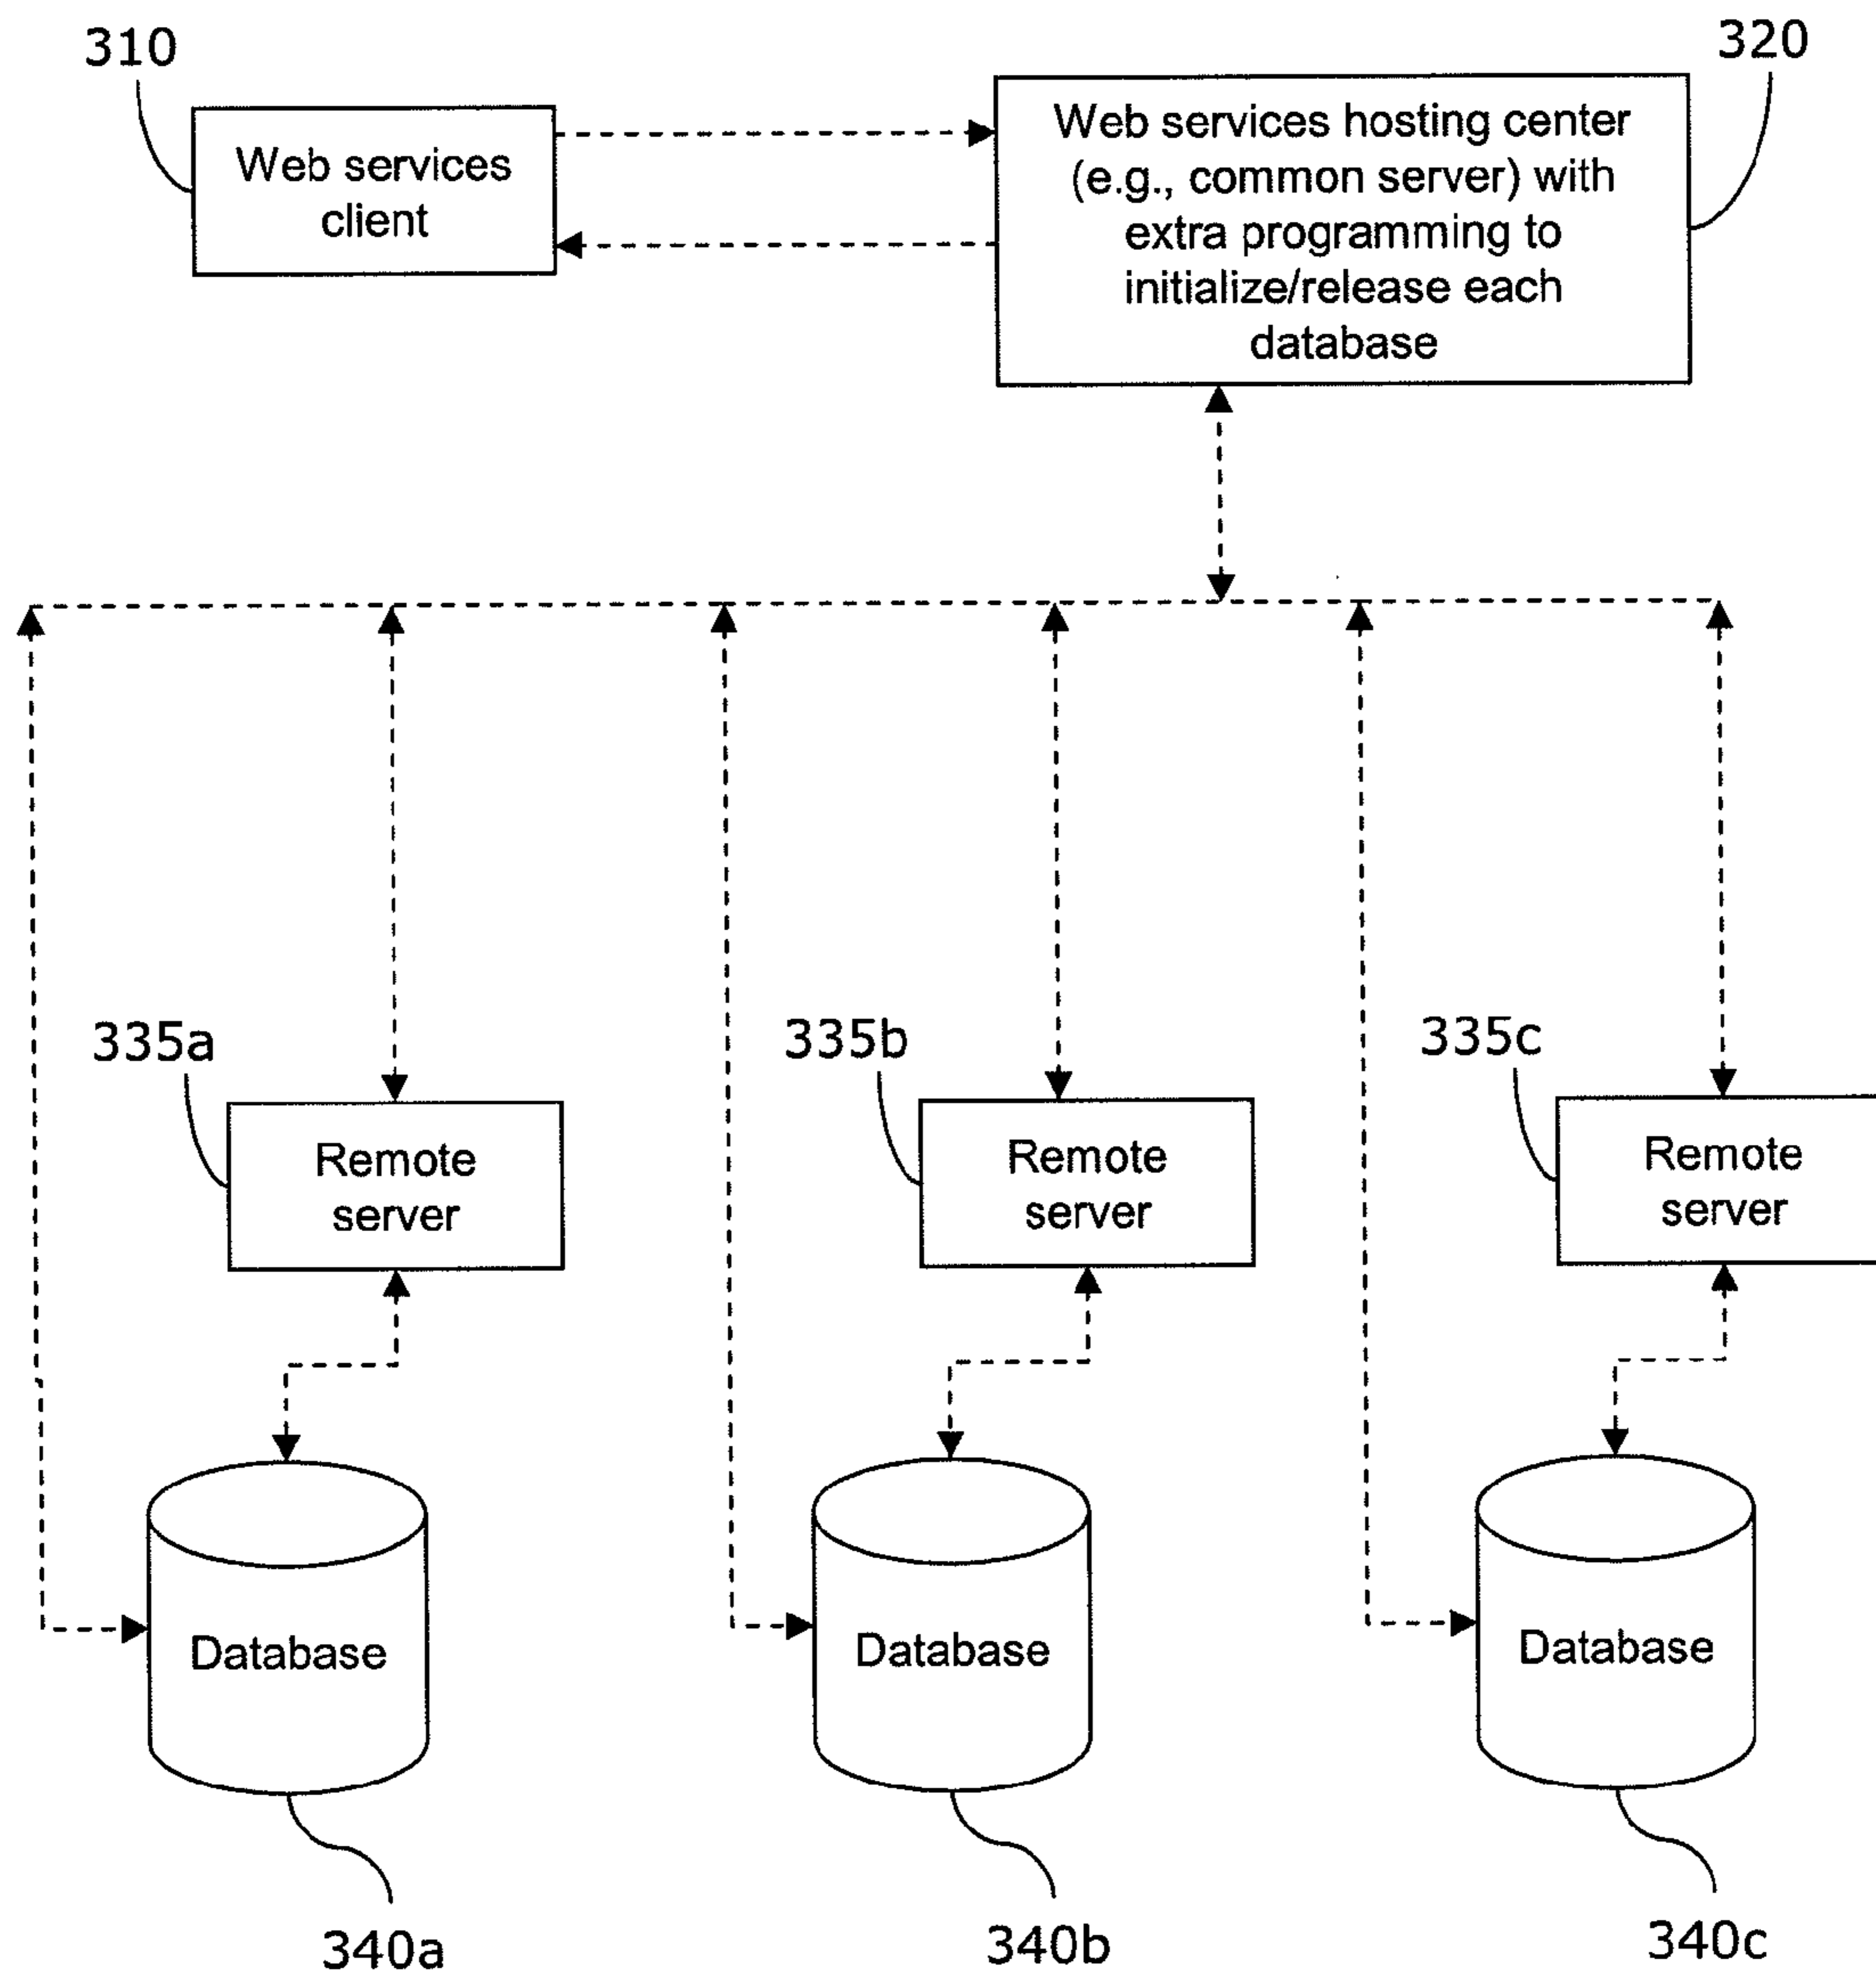 310
320
Web services
client
Web services hosting center
(e.g., common server) with
extra programming to
initialize/release each
database
335a
335b
335c
Remote
server
Remote
server
Remote
server
Database
Database
Database
340a
340b
340c